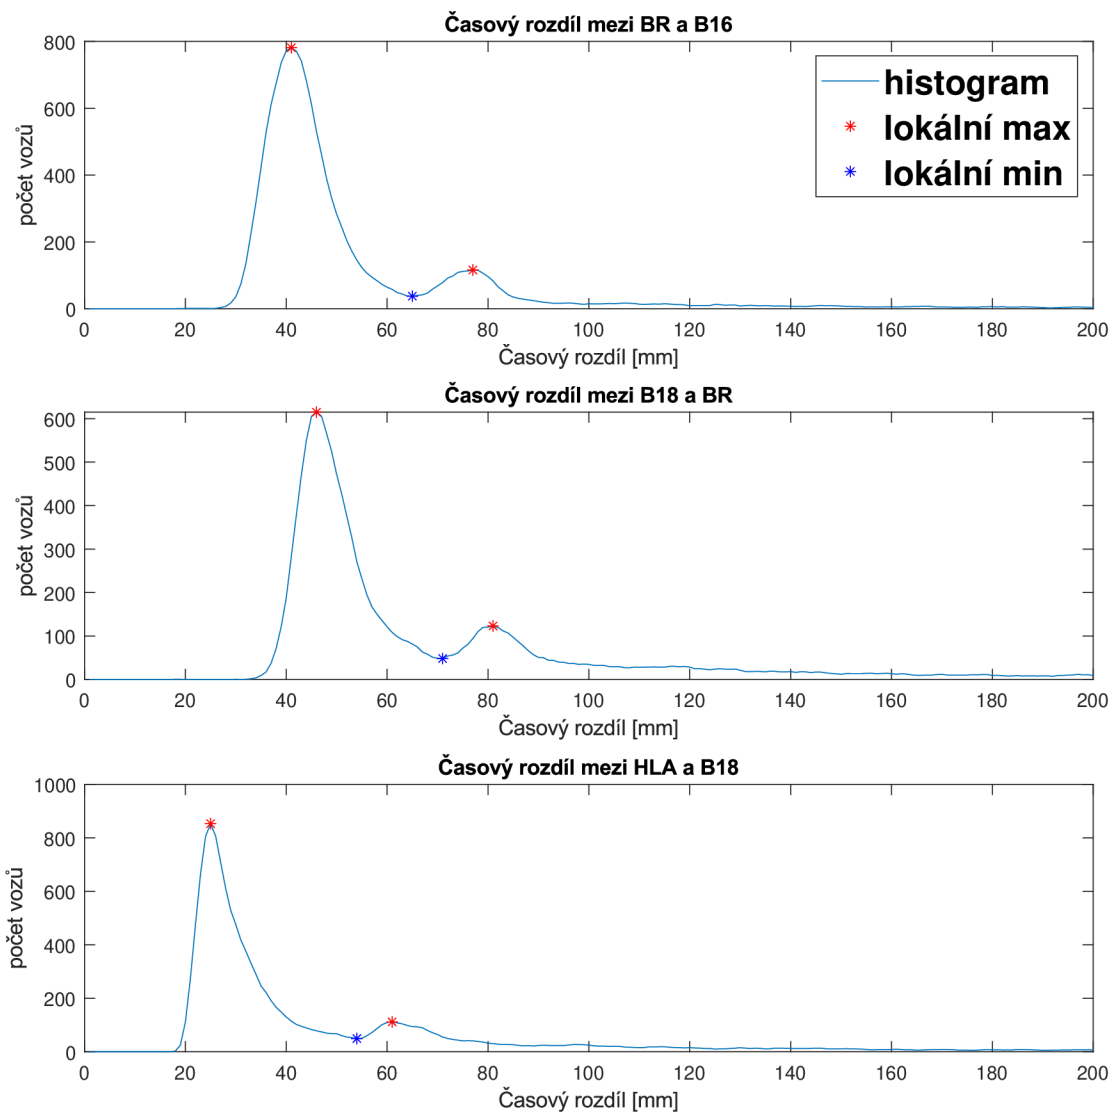 Časový rozdíl mezi BR a B16
800
600
400
200
0
počet vozů
histogram
lokální max
lokální min
0 20 40 60 80 100 120 140 160 180 200
Časový rozdíl [mm]
Časový rozdíl mezi B18 a BR
600
500
400
300
200
100
0
počet vozů
0 20 40 60 80 100 120 140 160 180 200
Časový rozdíl [mm]
Časový rozdíl mezi HLA a B18
1000
800
600
400
200
0
počet vozů
0 20 40 60 80 100 120 140 160 180 200
Časový rozdíl [mm]